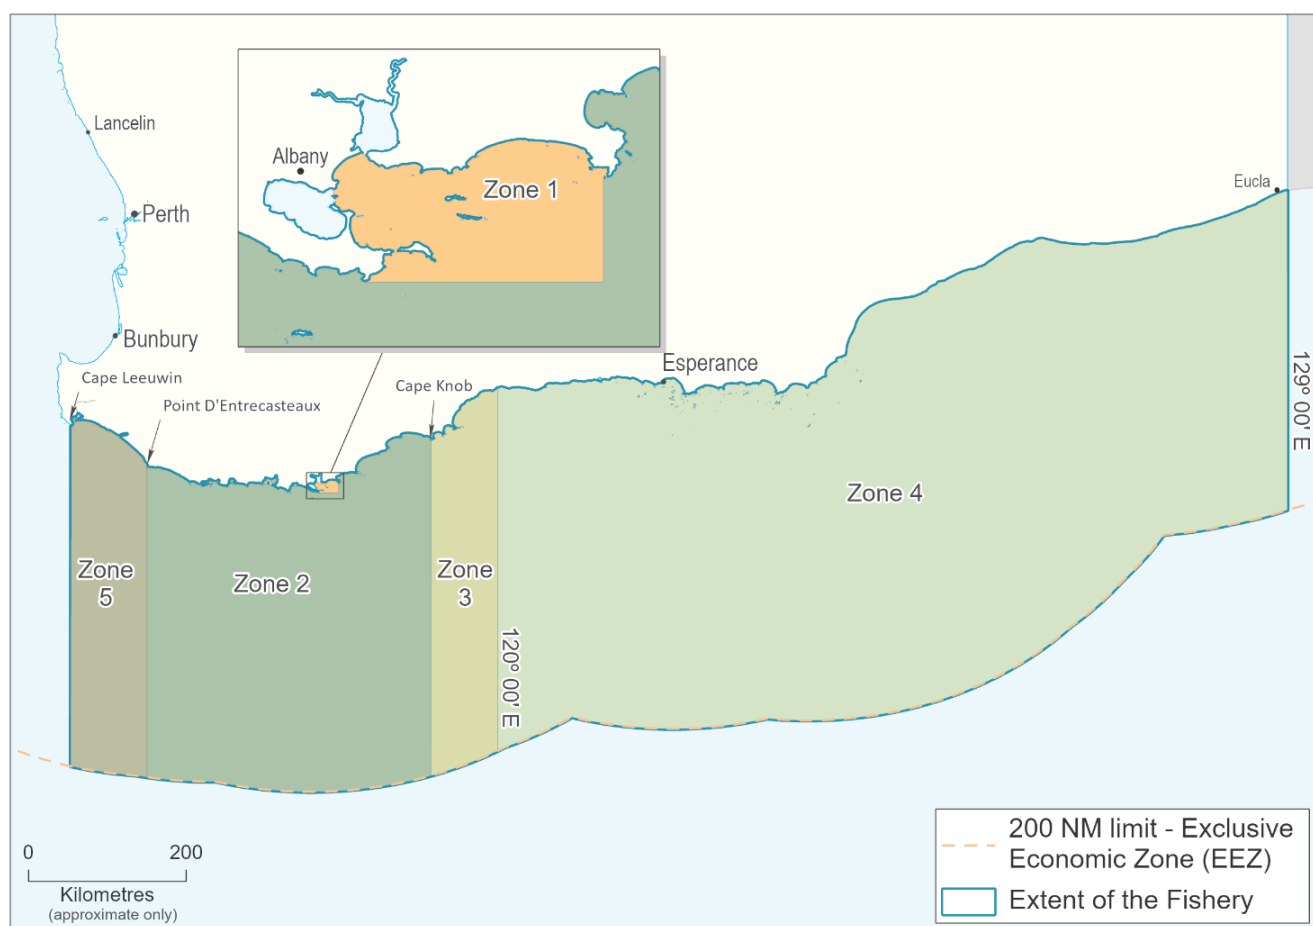 Lancelin
Albany
Zone 1
Perth
Eucla
Bunbury
Esperance
Cape Leeuwin
Cape Knob
Point D'Entrecasteaux
129º 00' E
Zone 4
Zone
5
Zone 2
Zone
3
120º 00' E
0 200
Kilometres
(approximate only)
200 NM limit - Exclusive
Economic Zone (EEZ)
Extent of the Fishery